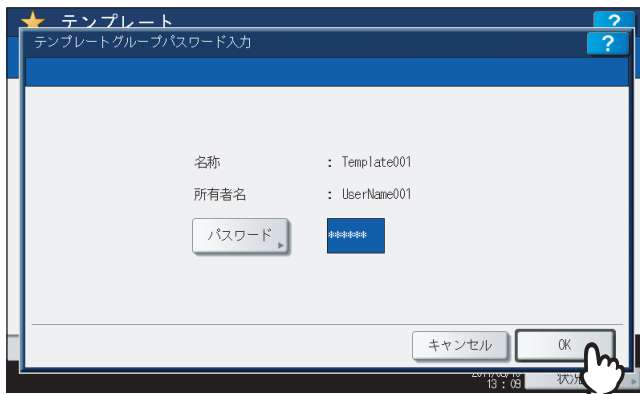 テンプレート ?
テンプレートグループパスワード入力 ?
名称 : Template001
所有者名 : UserName001
パスワード ******
キャンセル OK
13 : 09 状況